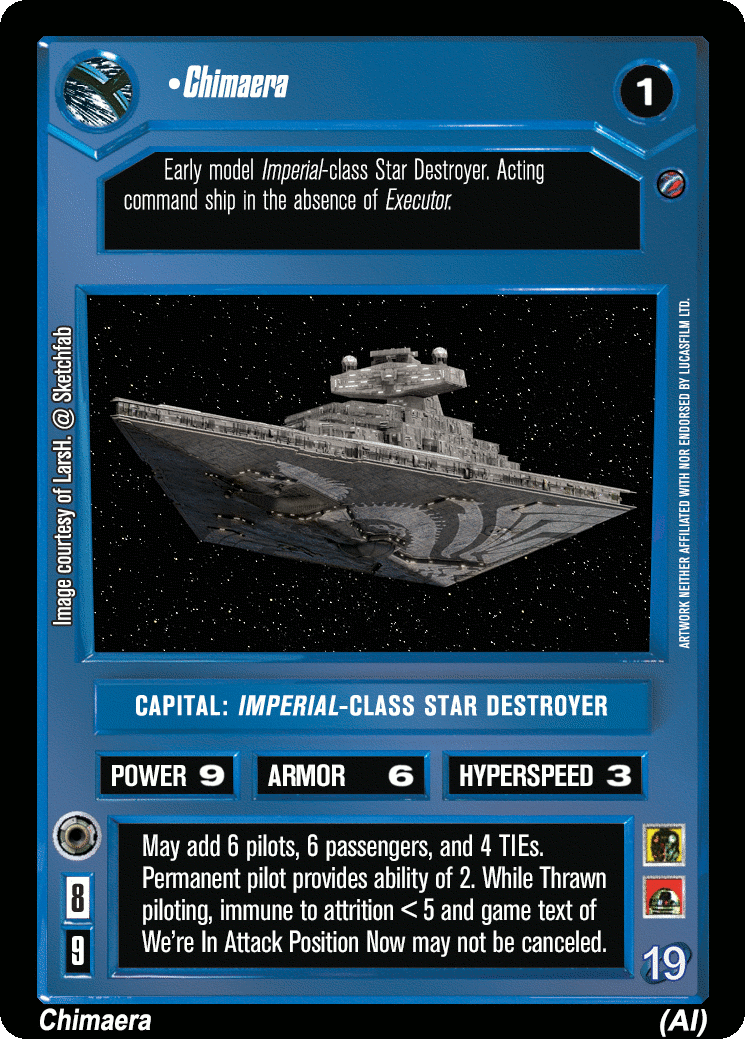 •Chimaera
1
Early model Imperial-class Star Destroyer. Acting
command ship in the absence of Executor.
Image courtesy of LarsH. @ Sketchfab
ARTWORK NEITHER AFFILIATED WITH NOR ENDORSED BY LUCASFILM LTD.
CAPITAL: IMPERIAL-CLASS STAR DESTROYER
POWER 9 ARMOR 6 HYPERSPEED 3
May add 6 pilots, 6 passengers, and 4 TIEs.
Permanent pilot provides ability of 2. While Thrawn
piloting, immune to attrition < 5 and game text of
We're In Attack Position Now may not be canceled.
8
9
19
Chimaera (AI)